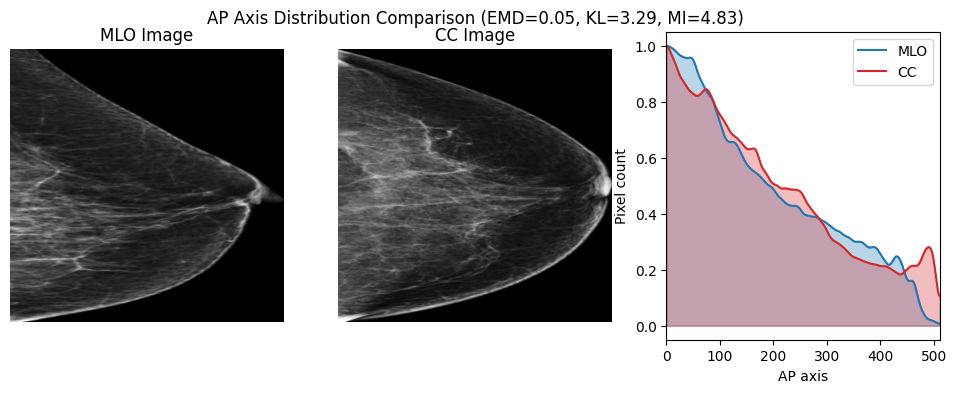 AP Axis Distribution Comparison (EMD=0.05, KL=3.29, MI=4.83)
MLO Image
CC Image
MLO
CC
Pixel count
1.0
0.8
0.6
0.4
0.2
0.0
0 100 200 300 400 500
AP axis